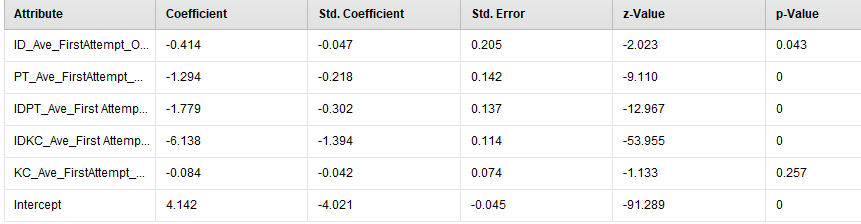 Attribute Coefficient Std. Coefficient Std. Error z-Value p-Value
ID_Ave_FirstAttempt_O... -0.414 -0.047 0.205 -2.023 0.043
PT_Ave_FirstAttempt_... -1.294 -0.218 0.142 -9.110 0
IDPT_Ave_First Attemp... -1.779 -0.302 0.137 -12.967 0
IDKC_Ave_First Attemp... -6.138 -1.394 0.114 -53.955 0
KC_Ave_FirstAttempt_... -0.084 -0.042 0.074 -1.133 0.257
Intercept 4.142 -4.021 -0.045 -91.289 0